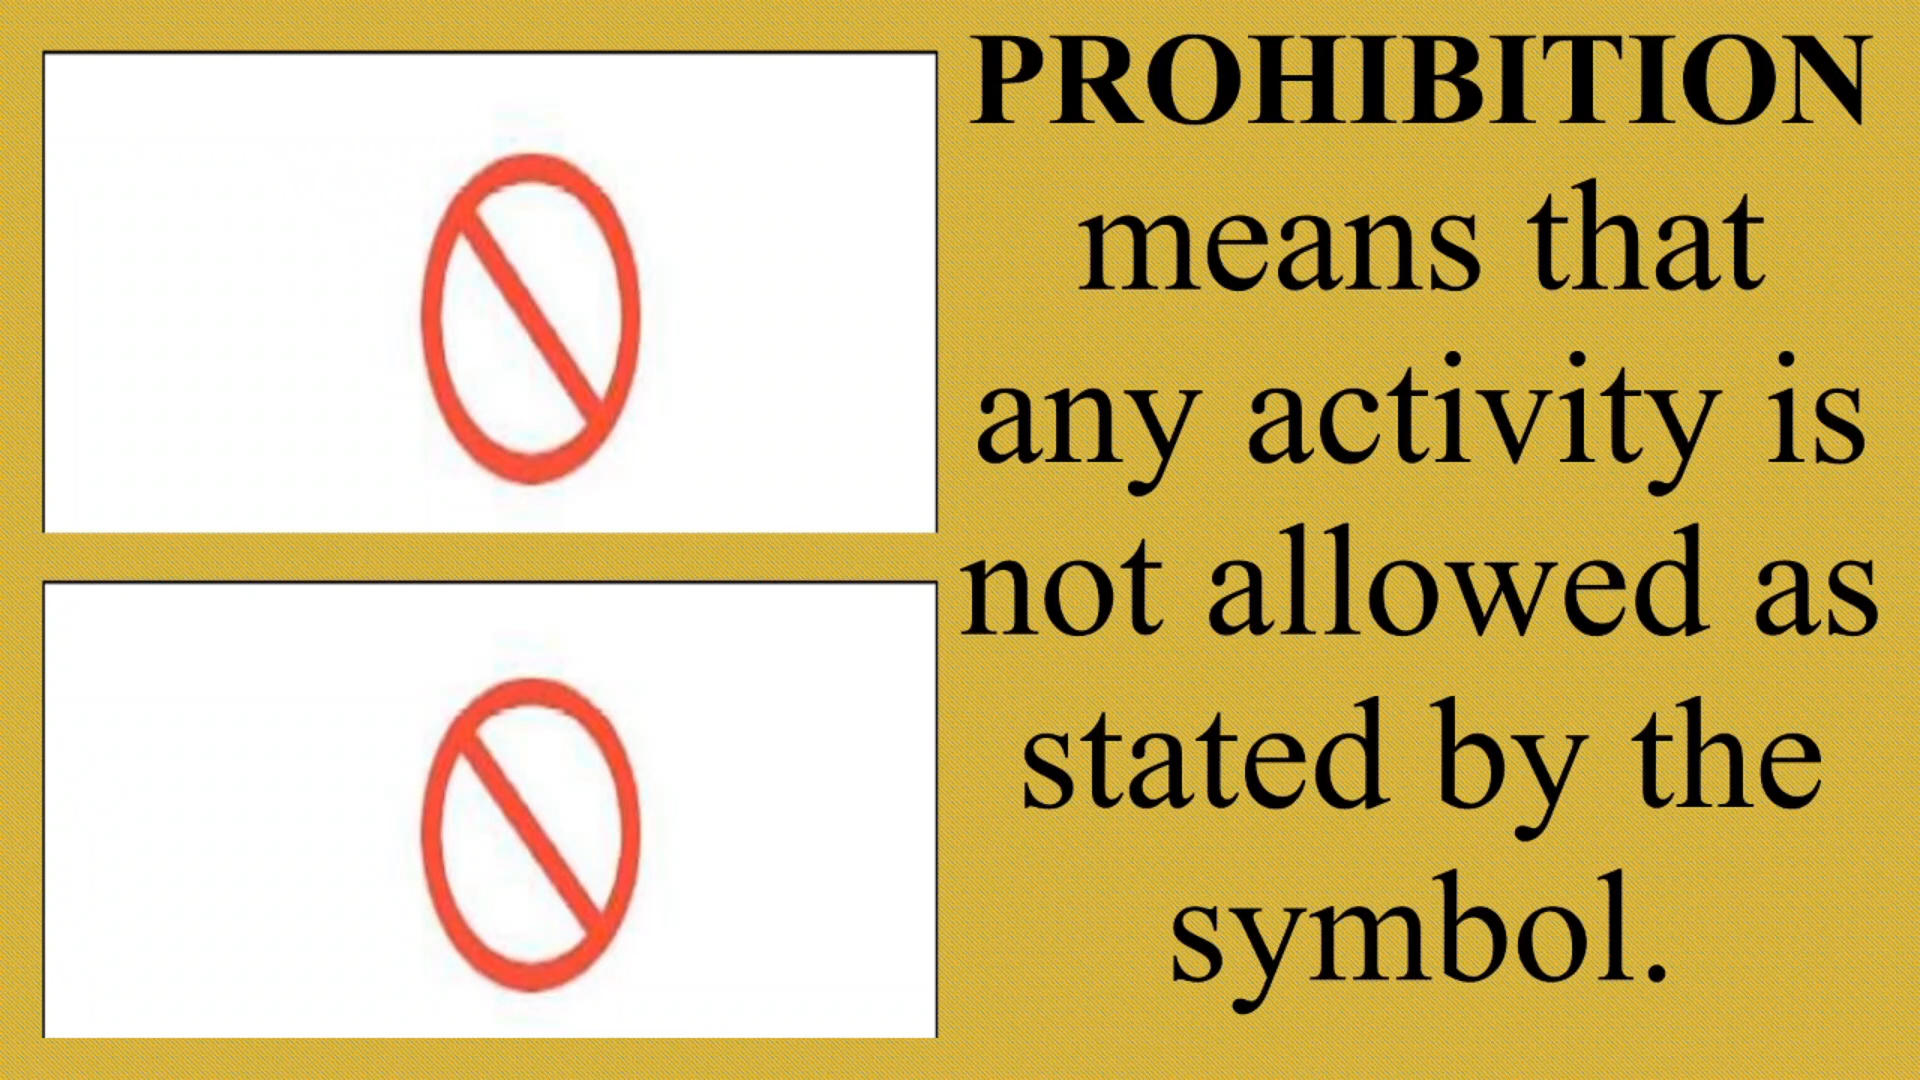 PROHIBITION
means that
any activity is
not allowed as
stated by the
symbol.